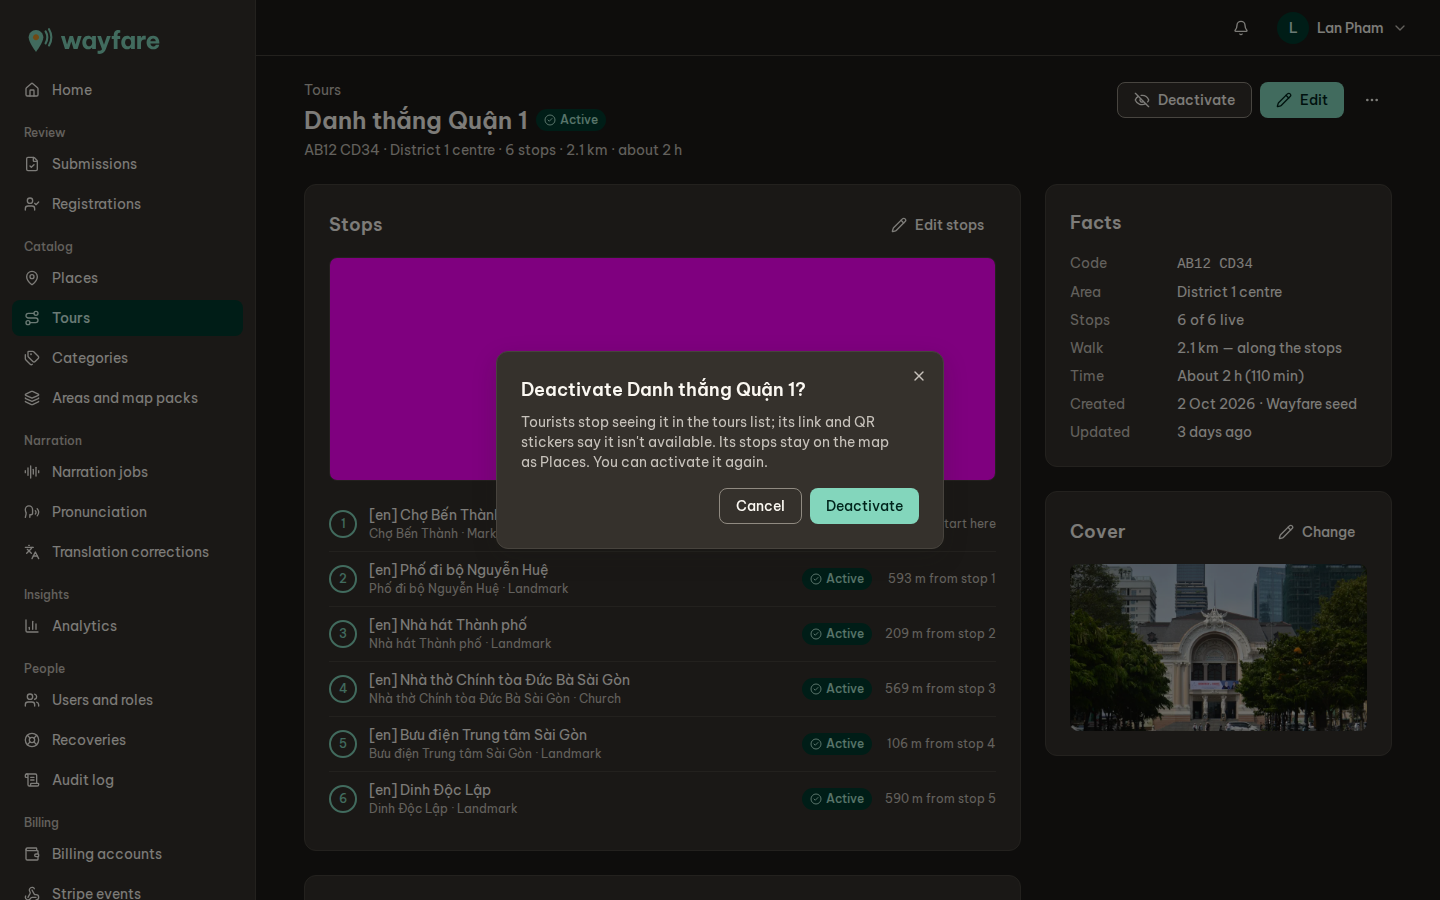 wayfare
Home
Review
Submissions
Registrations
Catalog
Places
Tours
Categories
Areas and map packs
Narration
Narration jobs
Pronunciation
Translation corrections
Insights
Analytics
People
Users and roles
Recoveries
Audit log
Billing
Billing accounts
Stripe events
L Lan Pham
Tours
Danh thắng Quận 1 Active
AB12 CD34 · District 1 centre · 6 stops · 2.1 km · about 2 h
Deactivate Edit
Stops Edit stops
Deactivate Danh thắng Quận 1?
Tourists stop seeing it in the tours list; its link and QR
stickers say it isn't available. Its stops stay on the map
as Places. You can activate it again.
Cancel Deactivate
1 [en] Chợ Bến Thành
Chợ Bến Thành · here
2 [en] Phố đi bộ Nguyễn Huệ
Phố đi bộ Nguyễn Huệ · Landmark Active 593 m from stop 1
3 [en] Nhà hát Thành phố
Nhà hát Thành phố · Landmark Active 209 m from stop 2
4 [en] Nhà thờ Chính tòa Đức Bà Sài Gòn
Nhà thờ Chính tòa Đức Bà Sài Gòn · Church Active 569 m from stop 3
5 [en] Bưu điện Trung tâm Sài Gòn
Bưu điện Trung tâm Sài Gòn · Landmark Active 106 m from stop 4
6 [en] Dinh Độc Lập
Dinh Độc Lập · Landmark Active 590 m from stop 5
Facts
Code AB12 CD34
Area District 1 centre
Stops 6 of 6 live
Walk 2.1 km — along the stops
Time About 2 h (110 min)
Created 2 Oct 2026 · Wayfare seed
Updated 3 days ago
Cover Change